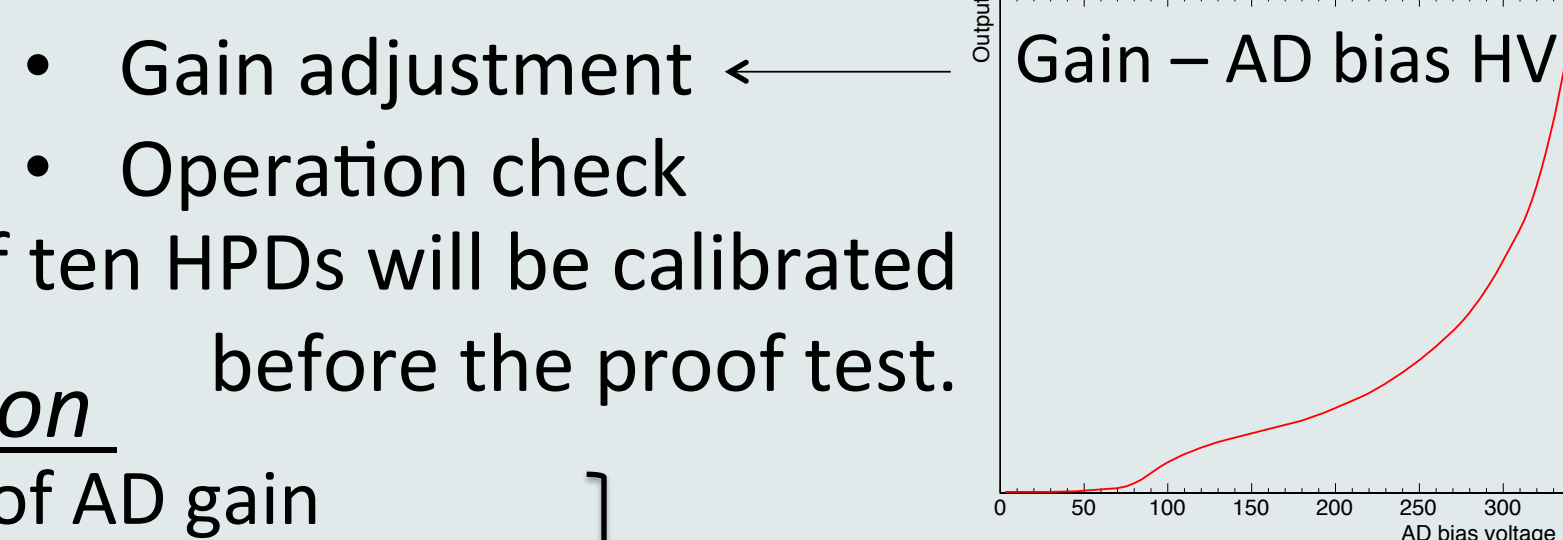 • Gain adjustment
• Operation check
ten HPDs will be calibrated
before the proof test.
on
of AD gain
Output
Gain – AD bias HV
0 50 100 150 200 250 300
AD bias voltage